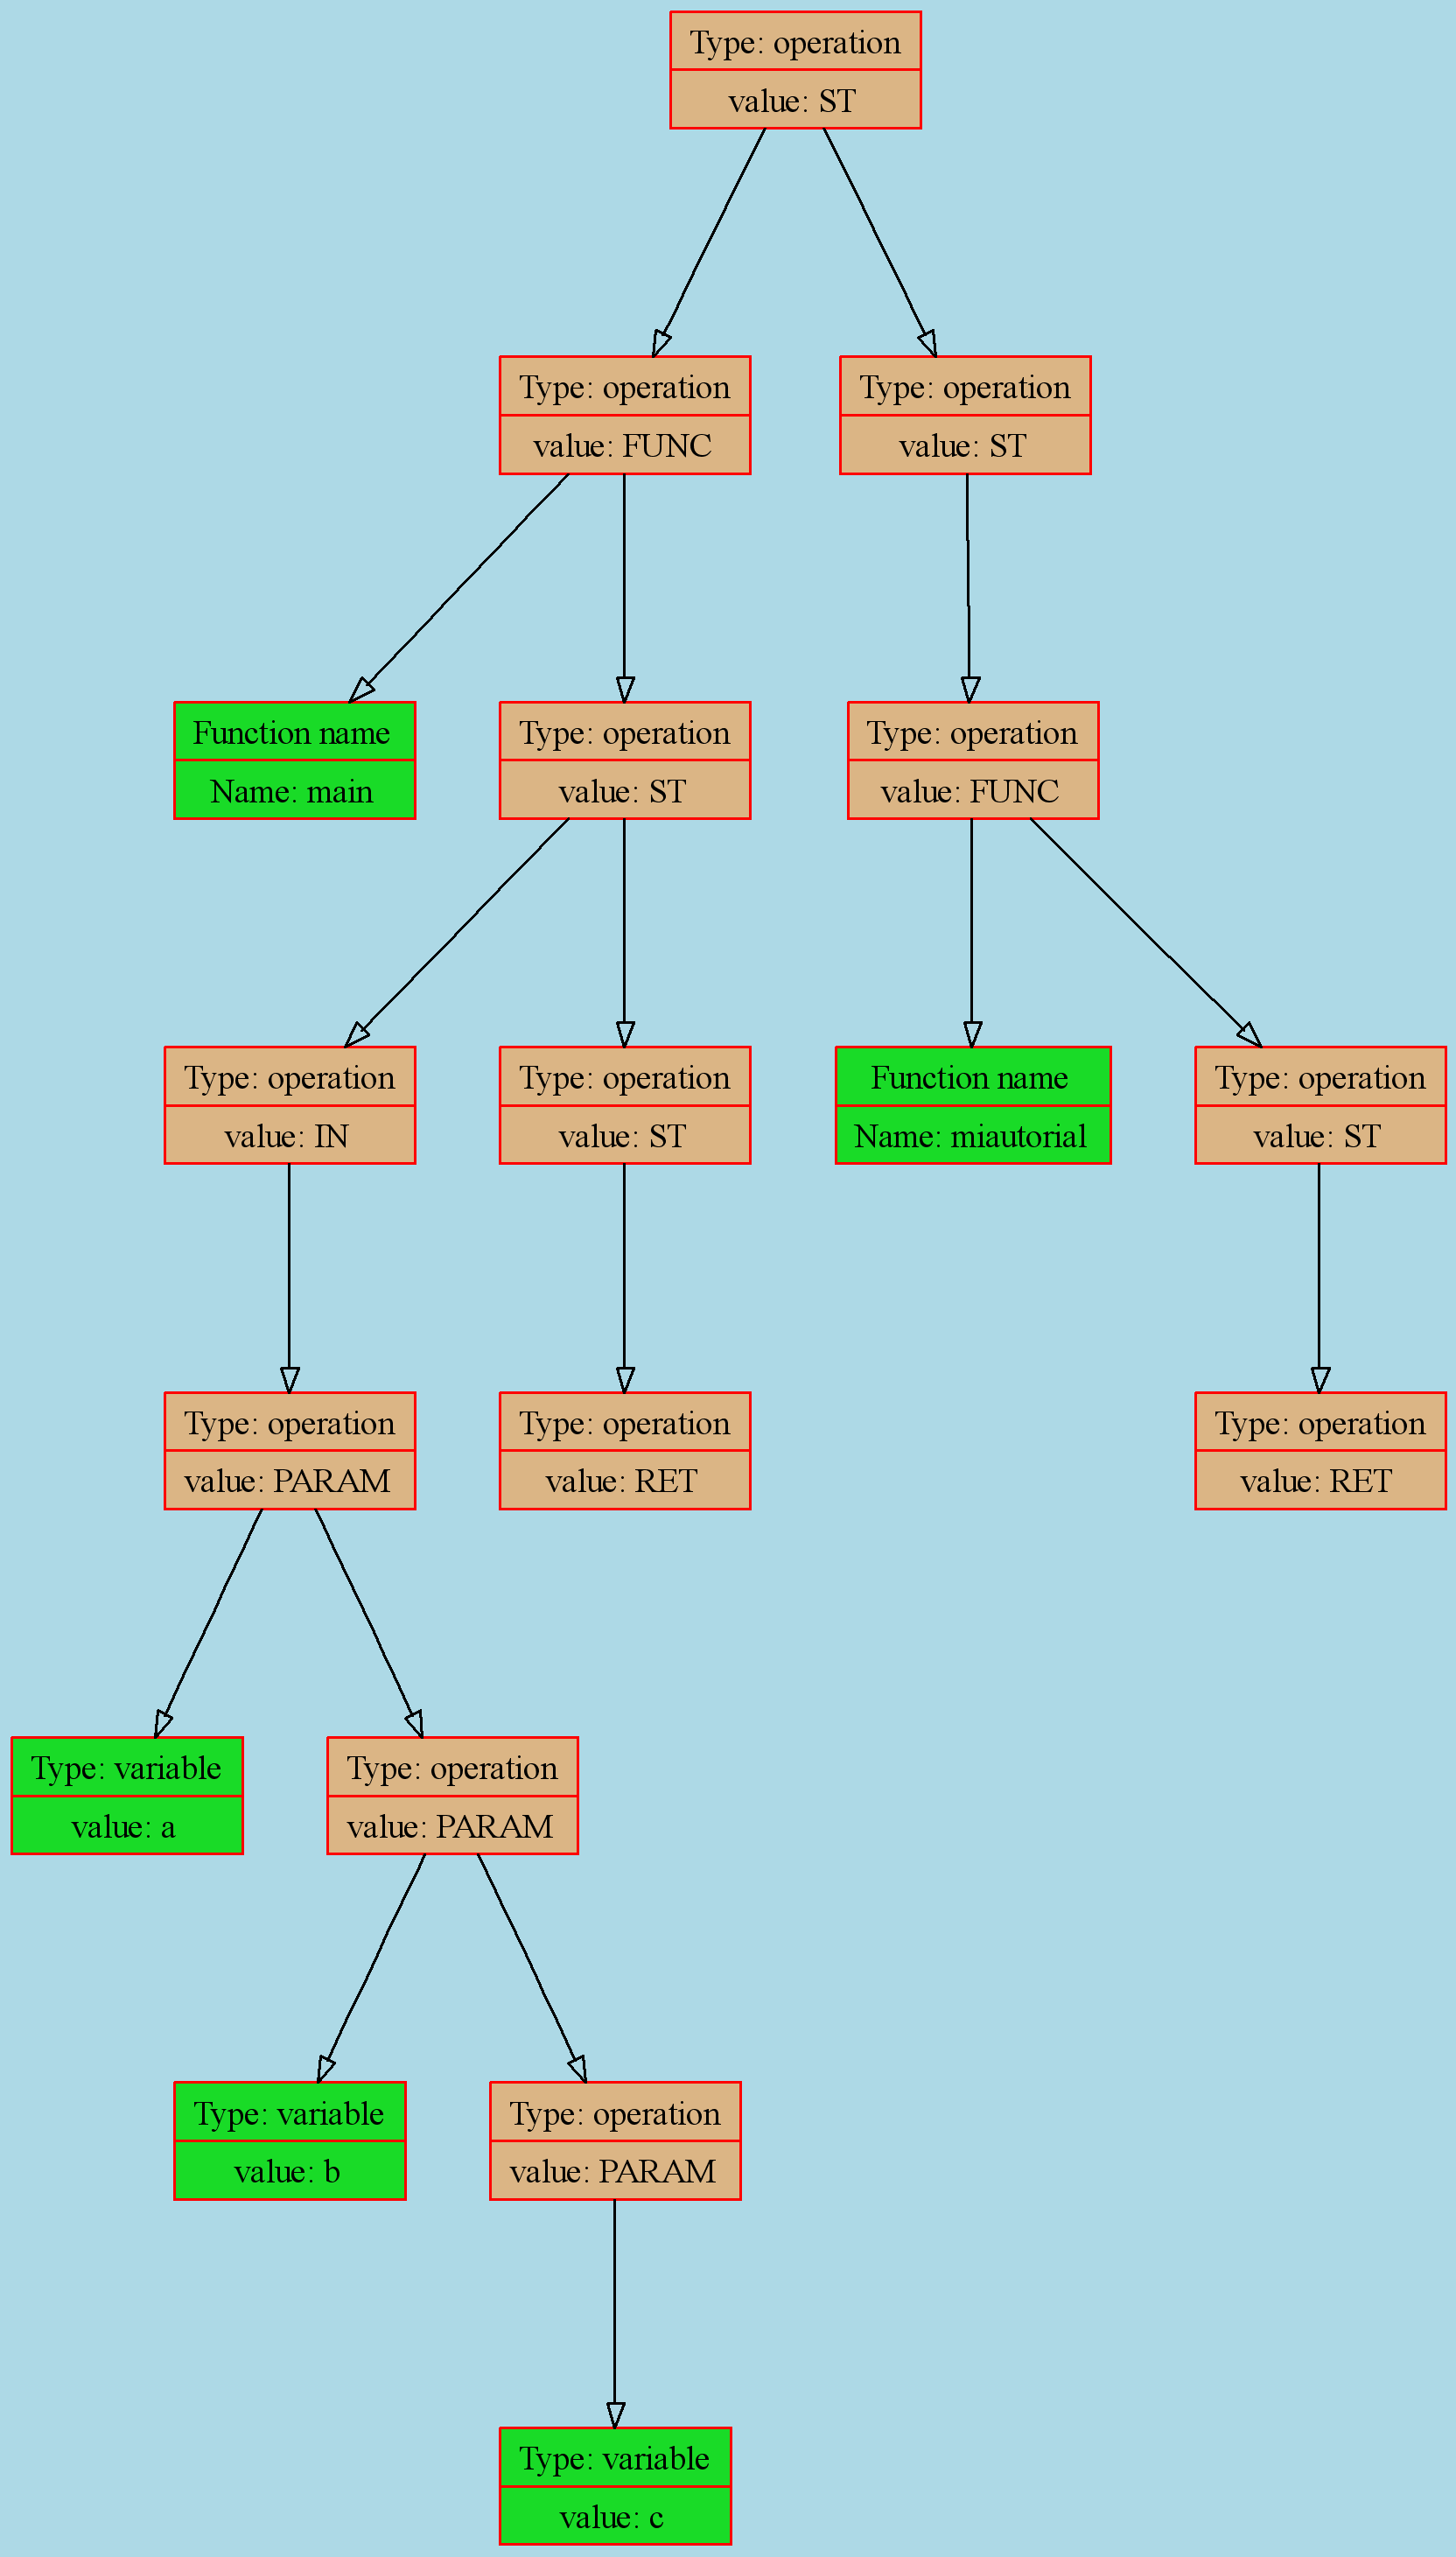 Type: operation
value: ST
Type: operation
value: FUNC
Type: operation
value: ST
Function name
Name: main
Type: operation
value: ST
Type: operation
value: FUNC
Type: operation
value: IN
Type: operation
value: ST
Function name
Name: miautorial
Type: operation
value: ST
Type: operation
value: PARAM
Type: operation
value: RET
Type: operation
value: RET
Type: variable
value: a
Type: operation
value: PARAM
Type: variable
value: b
Type: operation
value: PARAM
Type: variable
value: c